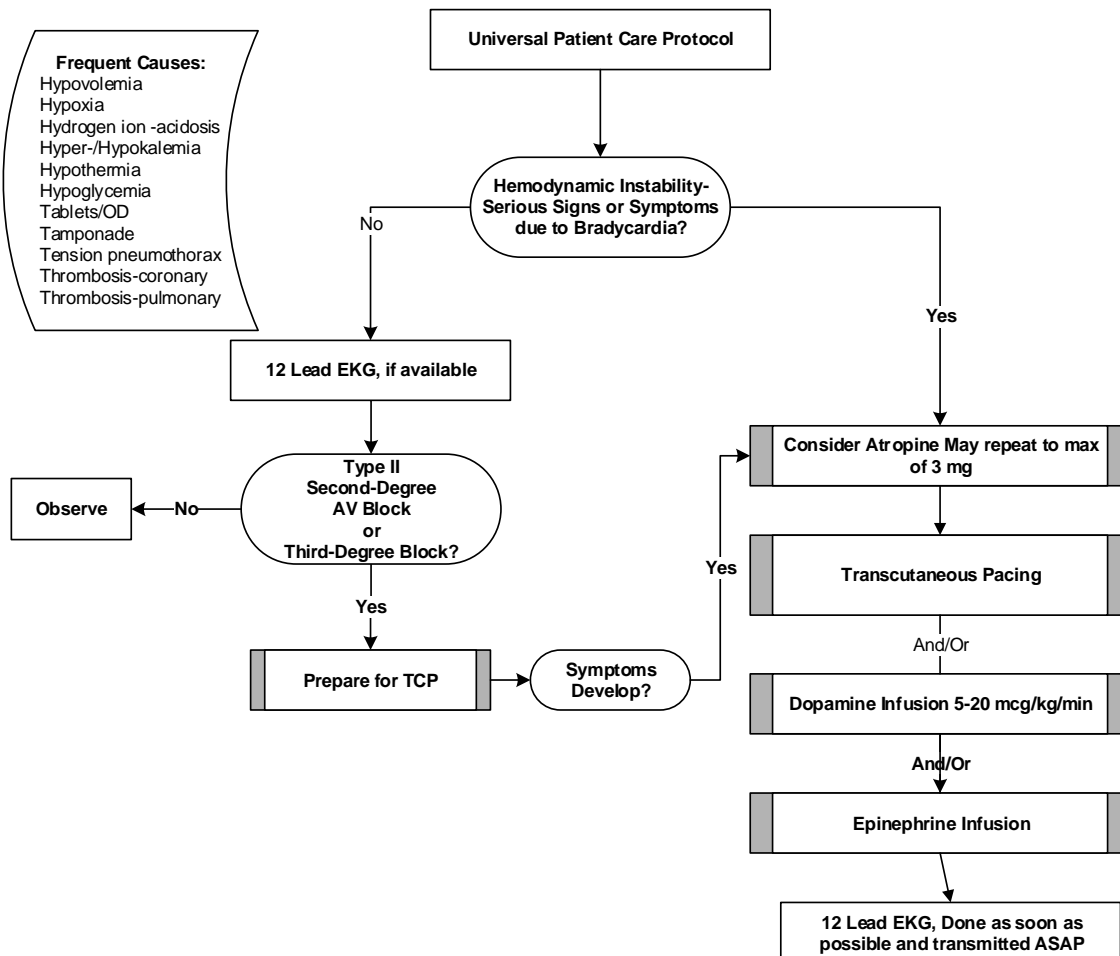 Universal Patient Care Protocol
Frequent Causes:
Hypovolemia
Hypoxia
Hydrogen ion -acidosis
Hyper-/Hypokalemia
Hypothermia
Hypoglycemia
Tablets/OD
Tamponade
Tension pneumothorax
Thrombosis-coronary
Thrombosis-pulmonary
Hemodynamic Instability-
Serious Signs or Symptoms
due to Bradycardia?
No
Yes
12 Lead EKG, if available
Type II
Second-Degree
AV Block
or
Third-Degree Block?
No
Observe
Yes
Prepare for TCP
Symptoms
Develop?
Yes
Consider Atropine May repeat to max
of 3 mg
Transcutaneous Pacing
And/Or
Dopamine Infusion 5-20 mcg/kg/min
And/Or
Epinephrine Infusion
12 Lead EKG, Done as soon as
possible and transmitted ASAP